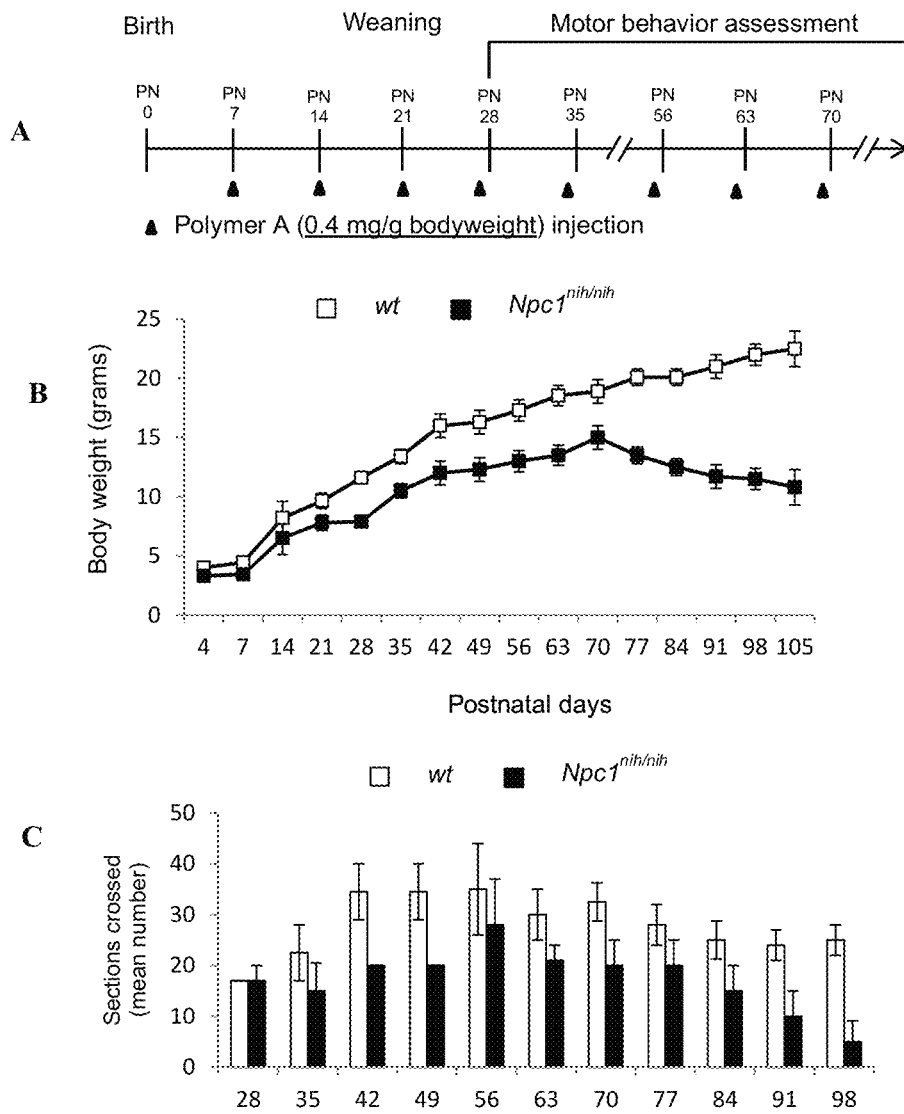 Birth Weaning Motor behavior assessment
PN PN PN PN PN PN PN PN PN
0 7 14 21 28 35 56 63 70
A
Polymer A (0.4 mg/g bodyweight) injection
wt Npc1nih/nih
B
Body weight (grams)
25
20
15
10
5
0
4 7 14 21 28 35 42 49 56 63 70 77 84 91 98 105
Postnatal days
wt Npc1nih/nih
C
Sections crossed
(mean number)
50
40
30
20
10
0
28 35 42 49 56 63 70 77 84 91 98